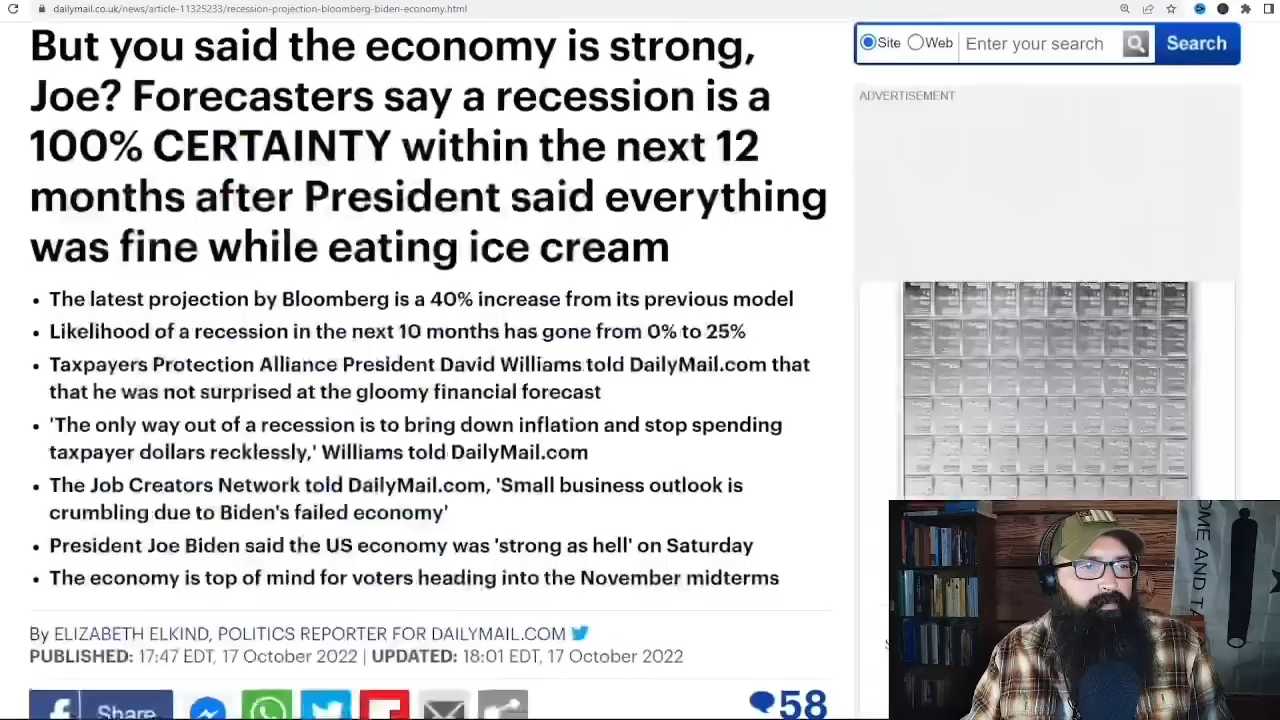 dailymail.co.uk/news/article-11325233/recession-projection-bloomberg-biden-economy.html
But you said the economy is strong,
Joe? Forecasters say a recession is a
100% CERTAINTY within the next 12
months after President said everything
was fine while eating ice cream
Site Web Enter your search Search
ADVERTISEMENT
• The latest projection by Bloomberg is a 40% increase from its previous model
• Likelihood of a recession in the next 10 months has gone from 0% to 25%
• Taxpayers Protection Alliance President David Williams told DailyMail.com that
that he was not surprised at the gloomy financial forecast
• 'The only way out of a recession is to bring down inflation and stop spending
taxpayer dollars recklessly,' Williams told DailyMail.com
• The Job Creators Network told DailyMail.com, 'Small business outlook is
crumbling due to Biden's failed economy'
• President Joe Biden said the US economy was 'strong as hell' on Saturday
• The economy is top of mind for voters heading into the November midterms
By ELIZABETH ELKIND, POLITICS REPORTER FOR DAILYMAIL.COM
PUBLISHED: 17:47 EDT, 17 October 2022 | UPDATED: 18:01 EDT, 17 October 2022
Share
58
OME AND TA